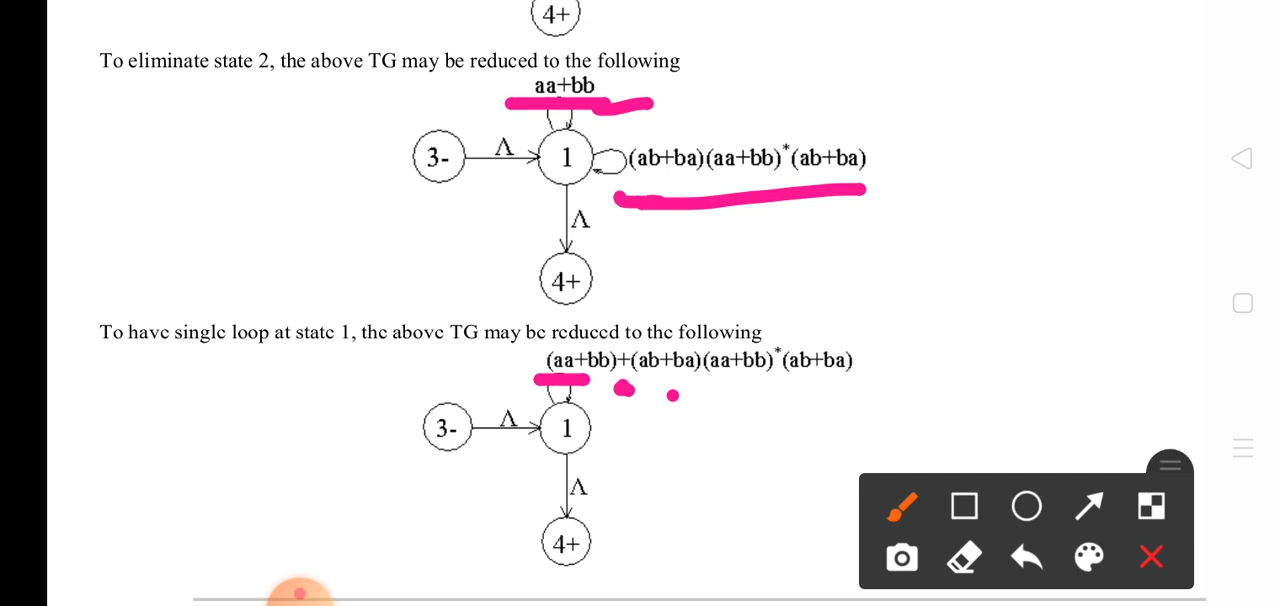 4+
To eliminate state 2, the above TG may be reduced to the following
aa+bb
3- Λ 1 (ab+ba)(aa+bb)*(ab+ba)
Λ
4+
To have single loop at state 1, the above TG may be reduced to the following
(aa+bb)+(ab+ba)(aa+bb)*(ab+ba)
3- Λ 1
Λ
4+